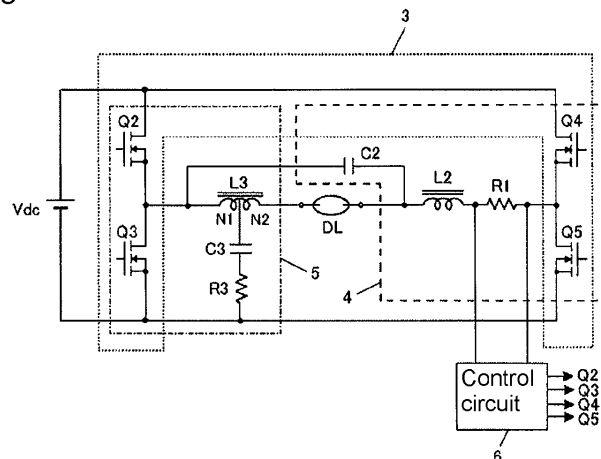 3
Q2
Q4
C2
L3
L2
R1
Vdc
N1 N2
DL
Q3
Q5
C3
R3
5
4
Control
circuit
Q2
Q3
Q4
Q5
6